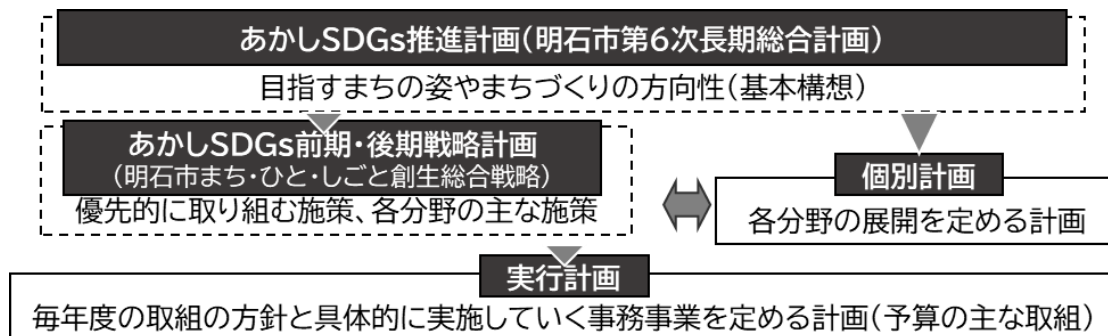 あかしSDGs推進計画(明石市第6次長期総合計画)
目指すまちの姿やまちづくりの方向性(基本構想)
あかしSDGs前期・後期戦略計画
(明石市まち・ひと・しごと創生総合戦略)
優先的に取り組む施策、各分野の主な施策
個別計画
各分野の展開を定める計画
実行計画
毎年度の取組の方針と具体的に実施していく事務事業を定める計画(予算の主な取組)